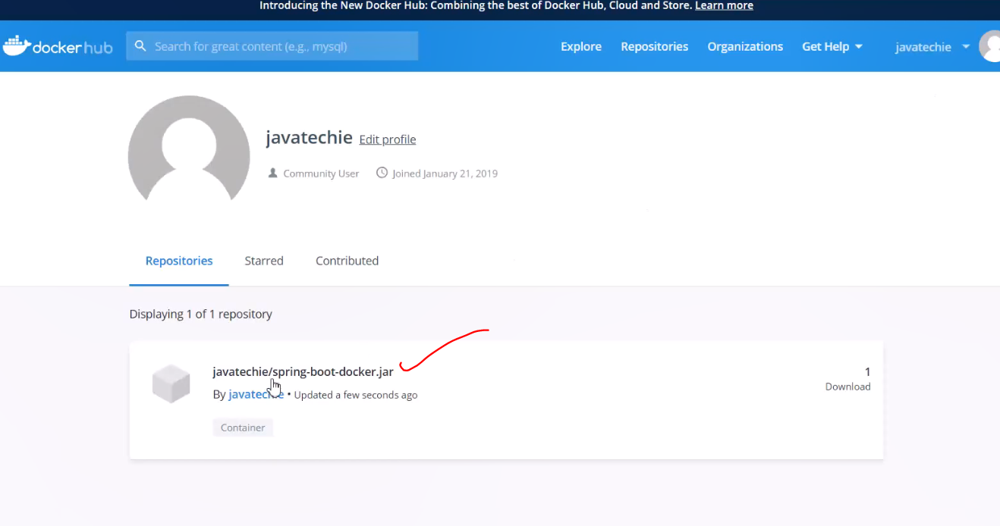 Introducing the New Docker Hub: Combining the best of Docker Hub, Cloud and Store. Learn more
dockerhub Search for great content (e.g., mysql) Explore Repositories Organizations Get Help javatechie
javatechie Edit profile
Community User Joined January 21, 2019
Repositories Starred Contributed
Displaying 1 of 1 repository
javatechie/spring-boot-docker.jar 1
By javatechie • Updated a few seconds ago Download
Container